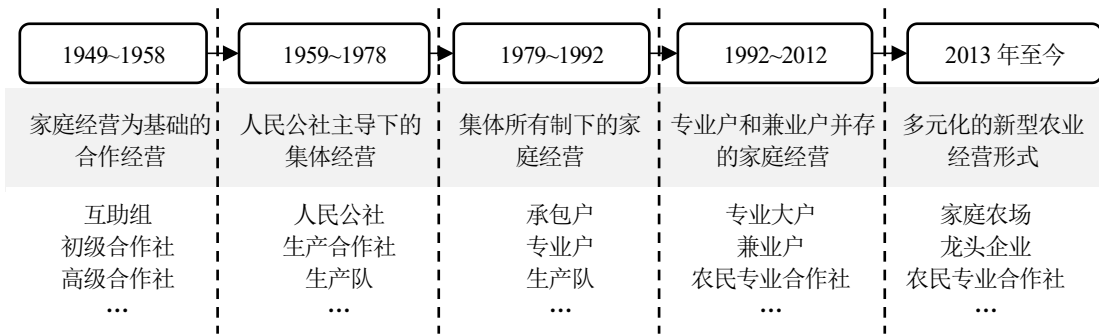 1949~1958
1959~1978
1979~1992
1992~2012
2013 年至今
家庭经营为基础的
合作经营
人民公社主导下的
集体经营
集体所有制下的家
庭经营
专业户和兼业户并存
的家庭经营
多元化的新型农业
经营形式
互助组
初级合作社
高级合作社
…
人民公社
生产合作社
生产队
…
承包户
专业户
生产队
…
专业大户
兼业户
农民专业合作社
…
家庭农场
龙头企业
农民专业合作社
…